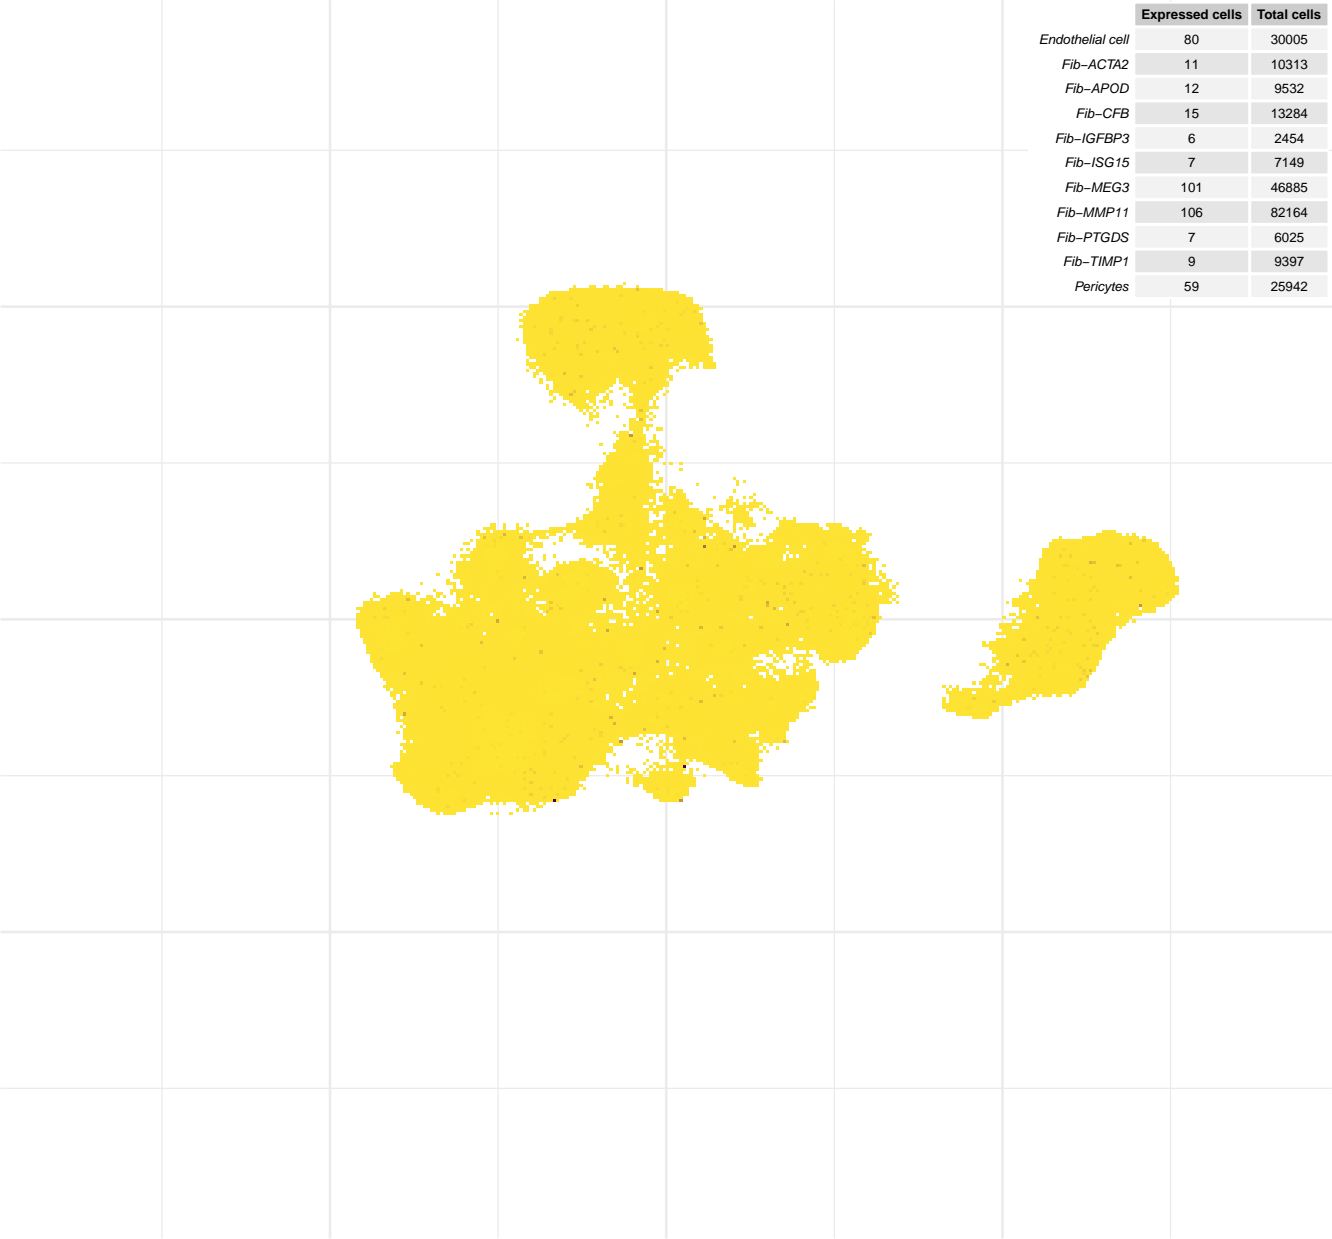 Expressed cells Total cells
Endothelial cell 80 30005
Fib−ACTA2 11 10313
Fib−APOD 12 9532
Fib−CFB 15 13284
Fib−IGFBP3 6 2454
Fib−ISG15 7 7149
Fib−MEG3 101 46885
Fib−MMP11 106 82164
Fib−PTGDS 7 6025
Fib−TIMP1 9 9397
Pericytes 59 25942